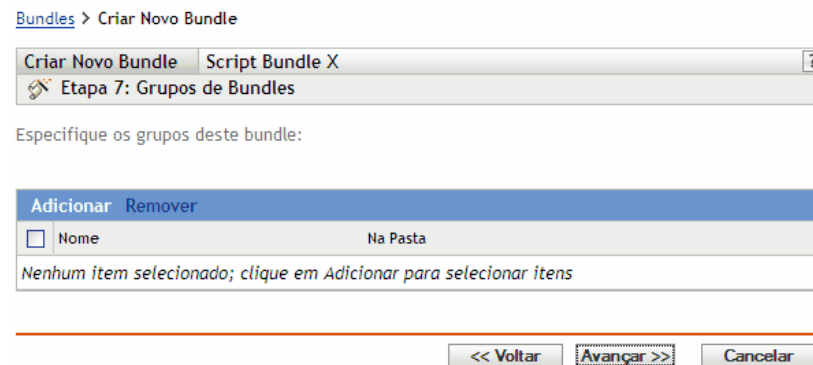 Bundles > Criar Novo Bundle
Criar Novo Bundle Script Bundle X ?
Etapa 7: Grupos de Bundles
Especifique os grupos deste bundle:
Adicionar Remover
Nome Na Pasta
Nenhum item selecionado; clique em Adicionar para selecionar itens
<< Voltar Avançar >> Cancelar